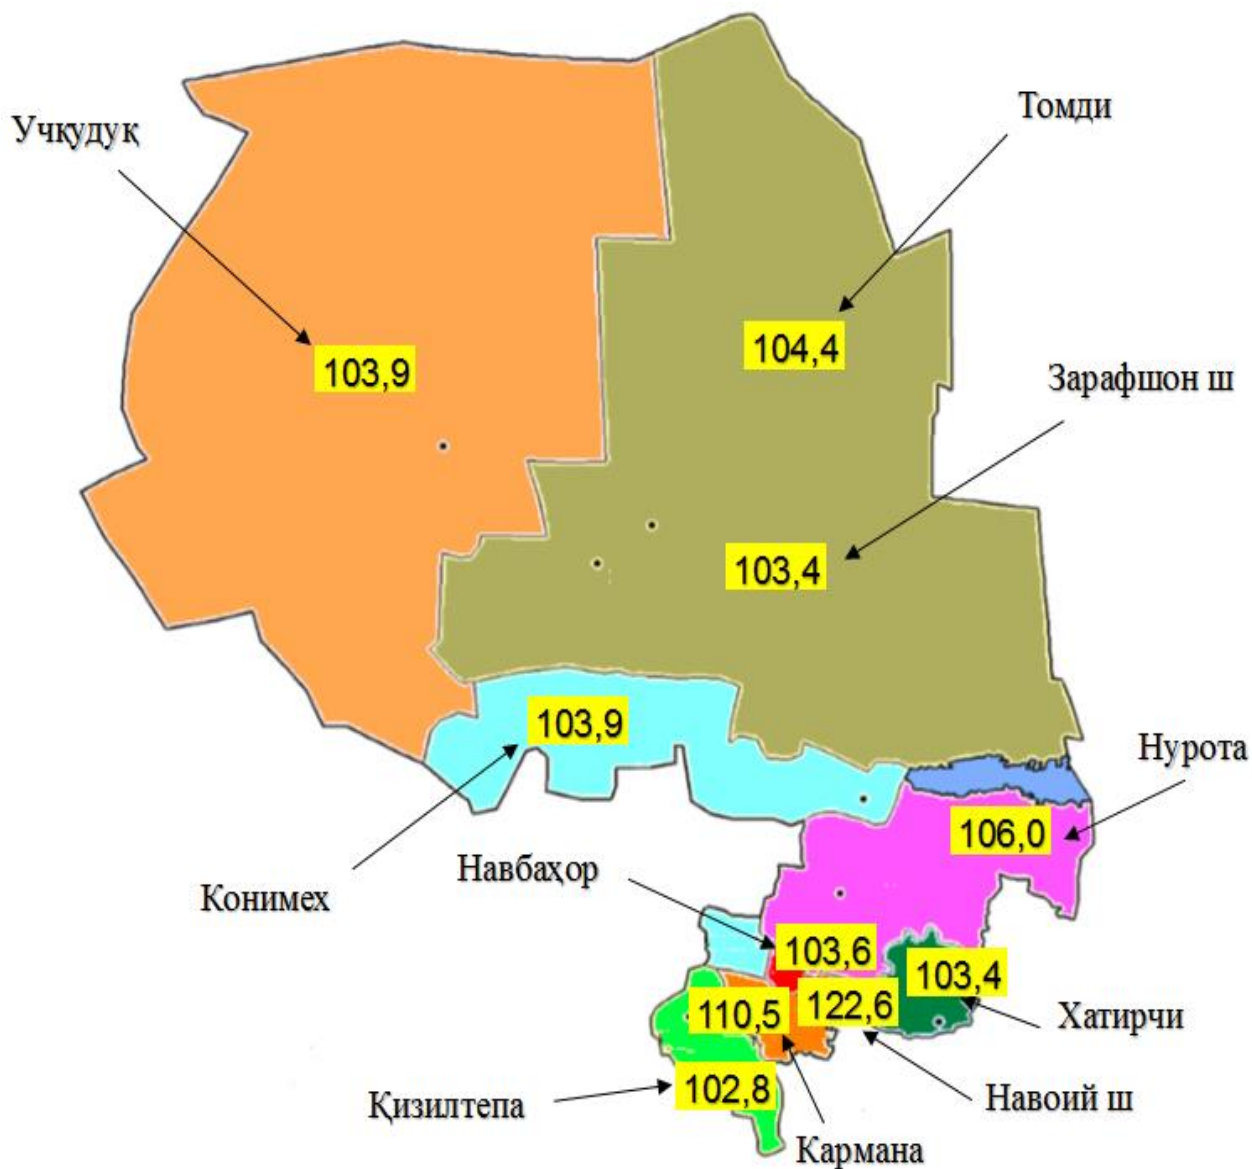 Томди
Учқудуқ
104,4
103,9
Зарафшон ш
103,4
103,9
Нурота
106,0
Навбаҳор
Конимех
103,6
103,4
110,5
122,6
Хатирчи
102,8
Қизилтепа
Навоий ш
Кармана